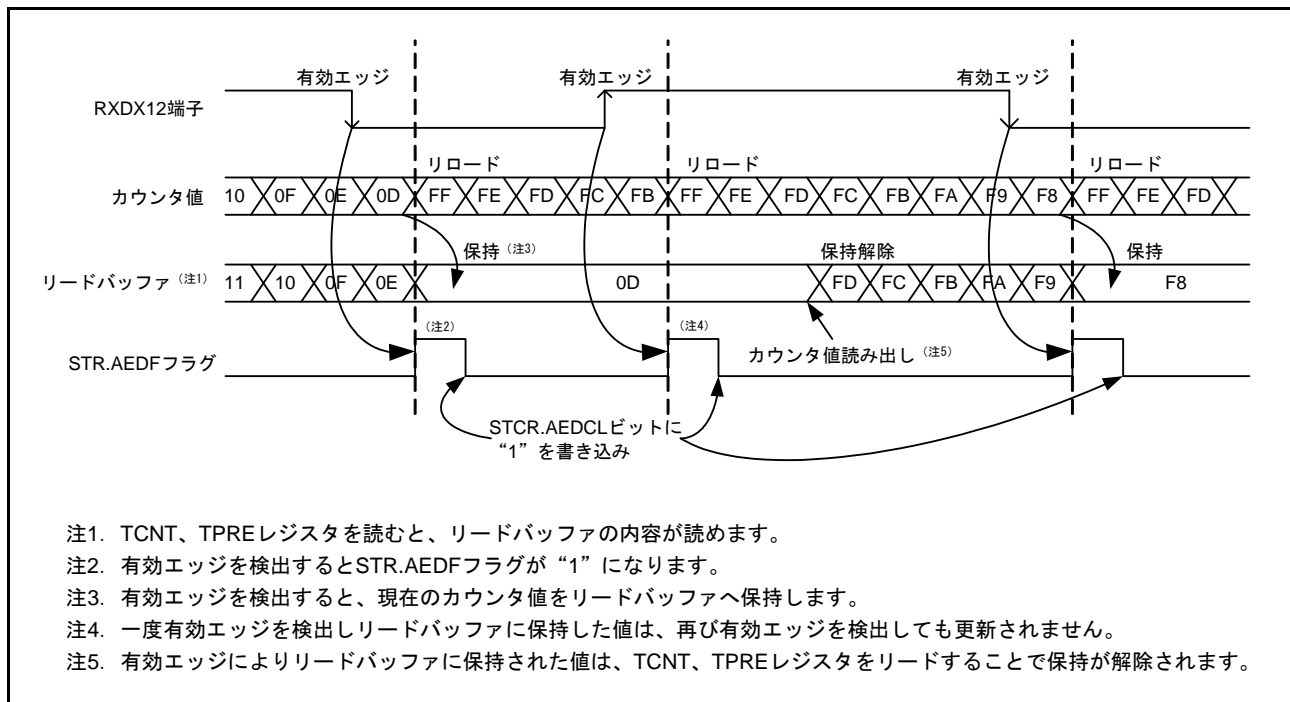 有効エッジ 有効エッジ 有効エッジ
RXDX12端子
リロード リロード リロード
カウンタ値 10 0F 0E 0D FF FE FD FC FB FF FE FD FC FB FA F9 F8 FF FE FD
保持（注3） 保持解除 保持
リードバッファ（注1） 11 10 0F 0E 0D FD FC FB FA F9 F8
（注2） （注4）
カウンタ値読み出し（注5）
STR.AEDFフラグ
STCR.AEDCLビットに
“1”を書き込み
注1. TCNT、TPREレジスタを読むと、リードバッファの内容が読めます。
注2. 有効エッジを検出するとSTR.AEDFフラグが“1”になります。
注3. 有効エッジを検出すると、現在のカウンタ値をリードバッファへ保持します。
注4. 一度有効エッジを検出しリードバッファに保持した値は、再び有効エッジを検出しても更新されません。
注5. 有効エッジによりリードバッファに保持された値は、TCNT、TPREレジスタをリードすることで保持が解除されます。